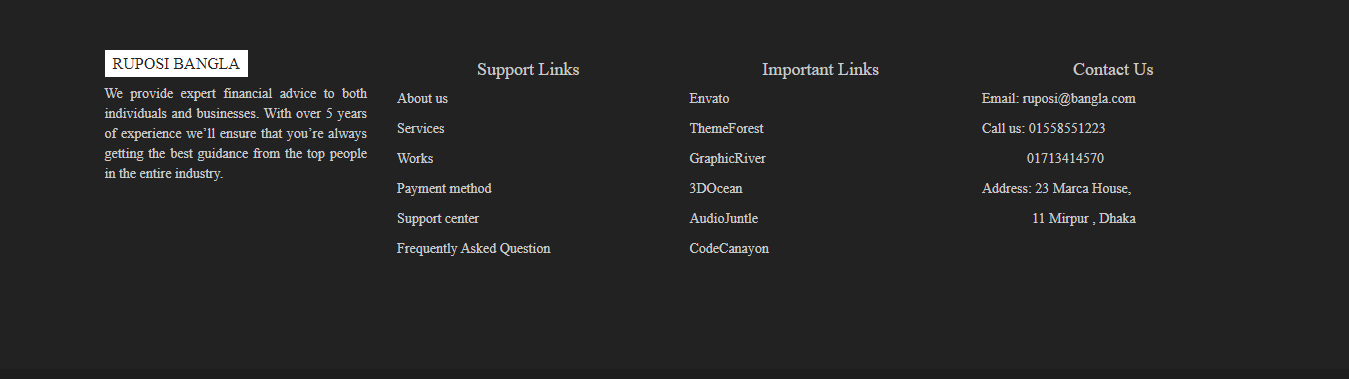 RUPOSI BANGLA
We provide expert financial advice to both
individuals and businesses. With over 5 years
of experience we’ll ensure that you’re always
getting the best guidance from the top people
in the entire industry.
Support Links
About us
Services
Works
Payment method
Support center
Frequently Asked Question
Important Links
Envato
ThemeForest
GraphicRiver
3DOcean
AudioJuntle
CodeCanayon
Contact Us
Email: ruposi@bangla.com
Call us: 01558551223
01713414570
Address: 23 Marca House,
11 Mirpur , Dhaka